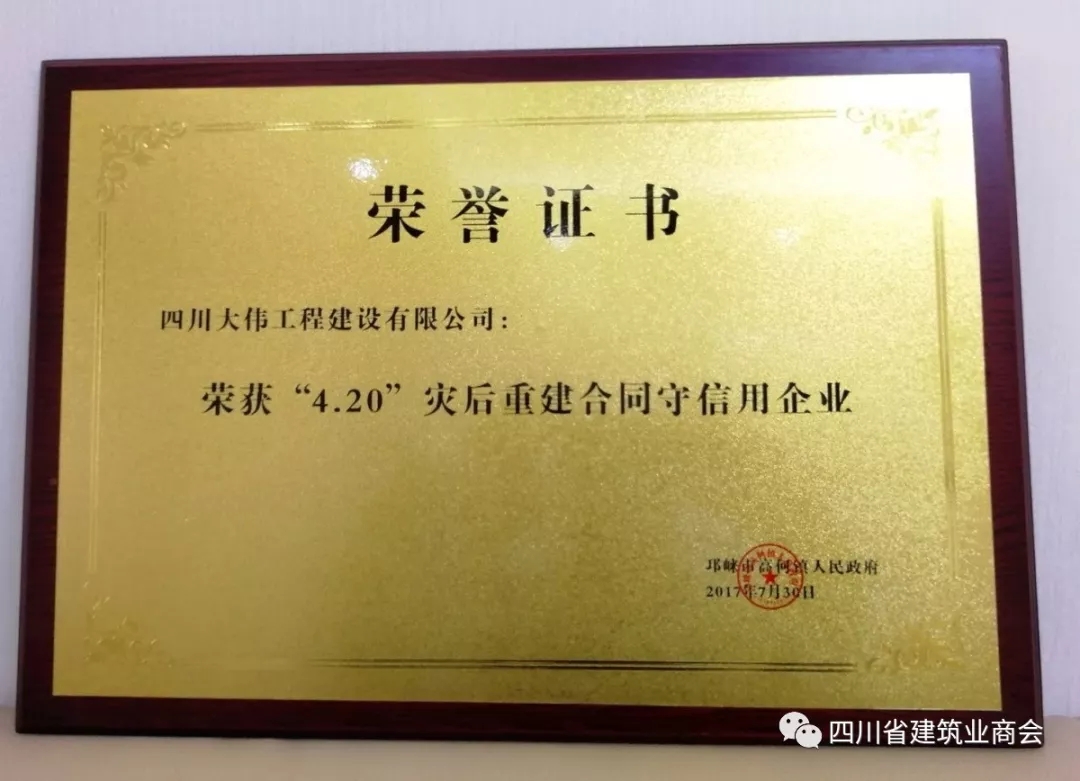 荣誉证书
四川大伟工程建设有限公司：
荣获“4.20”灾后重建合同守信用企业
邛崃市高何镇人民政府
2017年7月30日
四川省建筑业商会